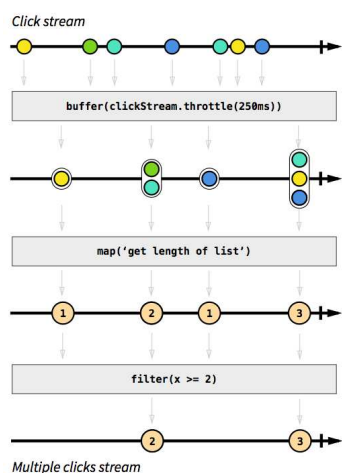 Click stream
buffer(clickStream.throttle(250ms))
map(‘get length of list’)
1 2 1 3
filter(x >= 2)
2 3
Multiple clicks stream